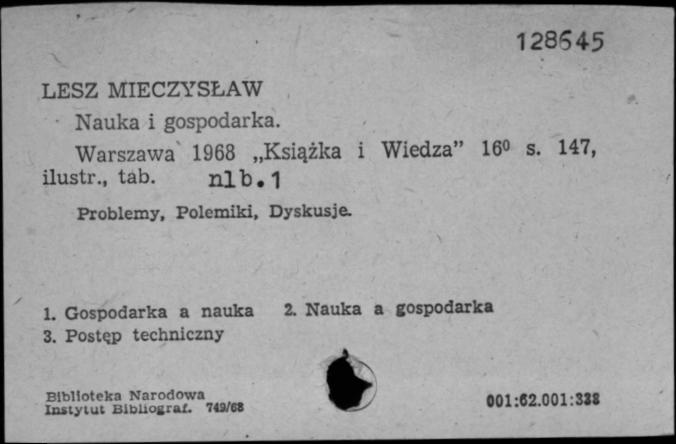 128645
LESZ MIECZYSŁAW
Nauka i gospodarka.
Warszawa 1968 „Książka i Wiedza” 16⁰ s. 147,
ilustr., tab. nlb.1
Problemy, Polemiki, Dyskusje.
1. Gospodarka a nauka 2. Nauka a gospodarka
3. Postęp techniczny
Biblioteka Narodowa
Instytut Bibliograf. 749/68
001:62.001:338